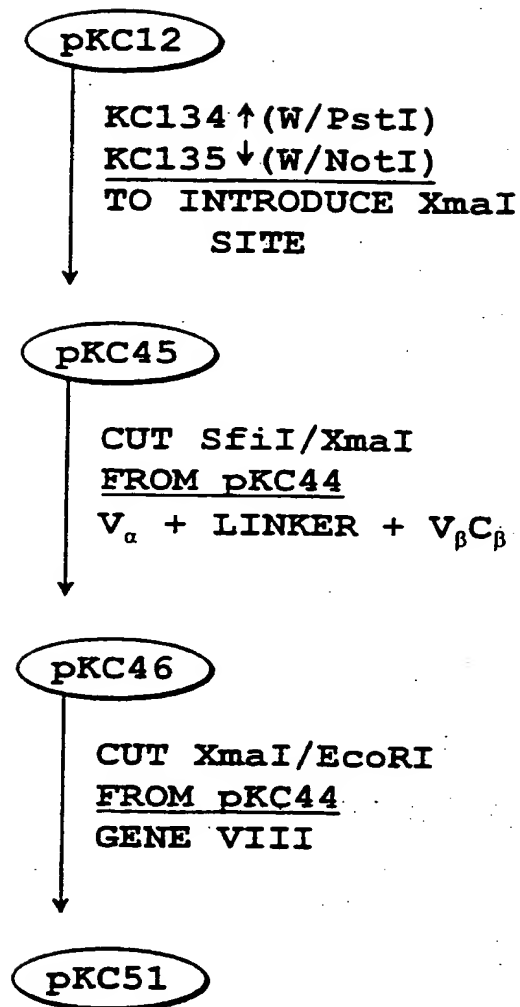 pKC12
KC134↑(W/PstI)
KC135↓(W/NotI)
TO INTRODUCE XmaI
SITE
pKC45
CUT SfiI/XmaI
FROM pKC44
Vα + LINKER + VβCβ
pKC46
CUT XmaI/EcoRI
FROM pKC44
GENE VIII
pKC51